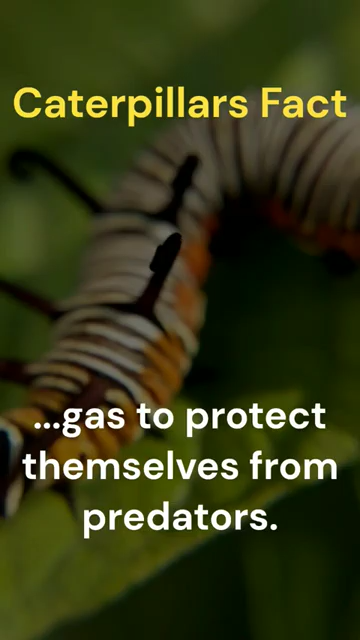 Caterpillars Fact
...gas to protect
themselves from
predators.